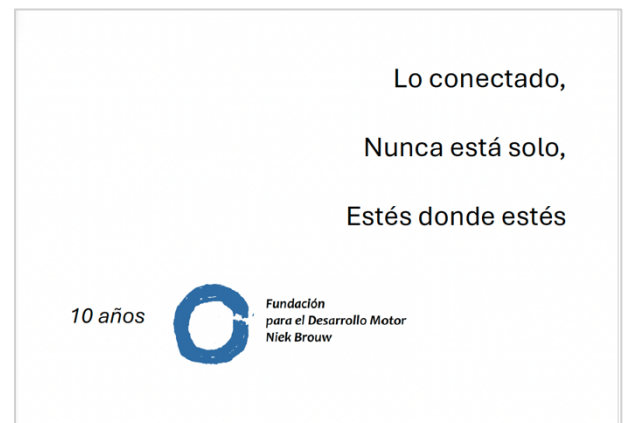 Lo conectado,
Nunca está solo,
Estés donde estés
10 años
Fundación
para el Desarrollo Motor
Niek Brouw